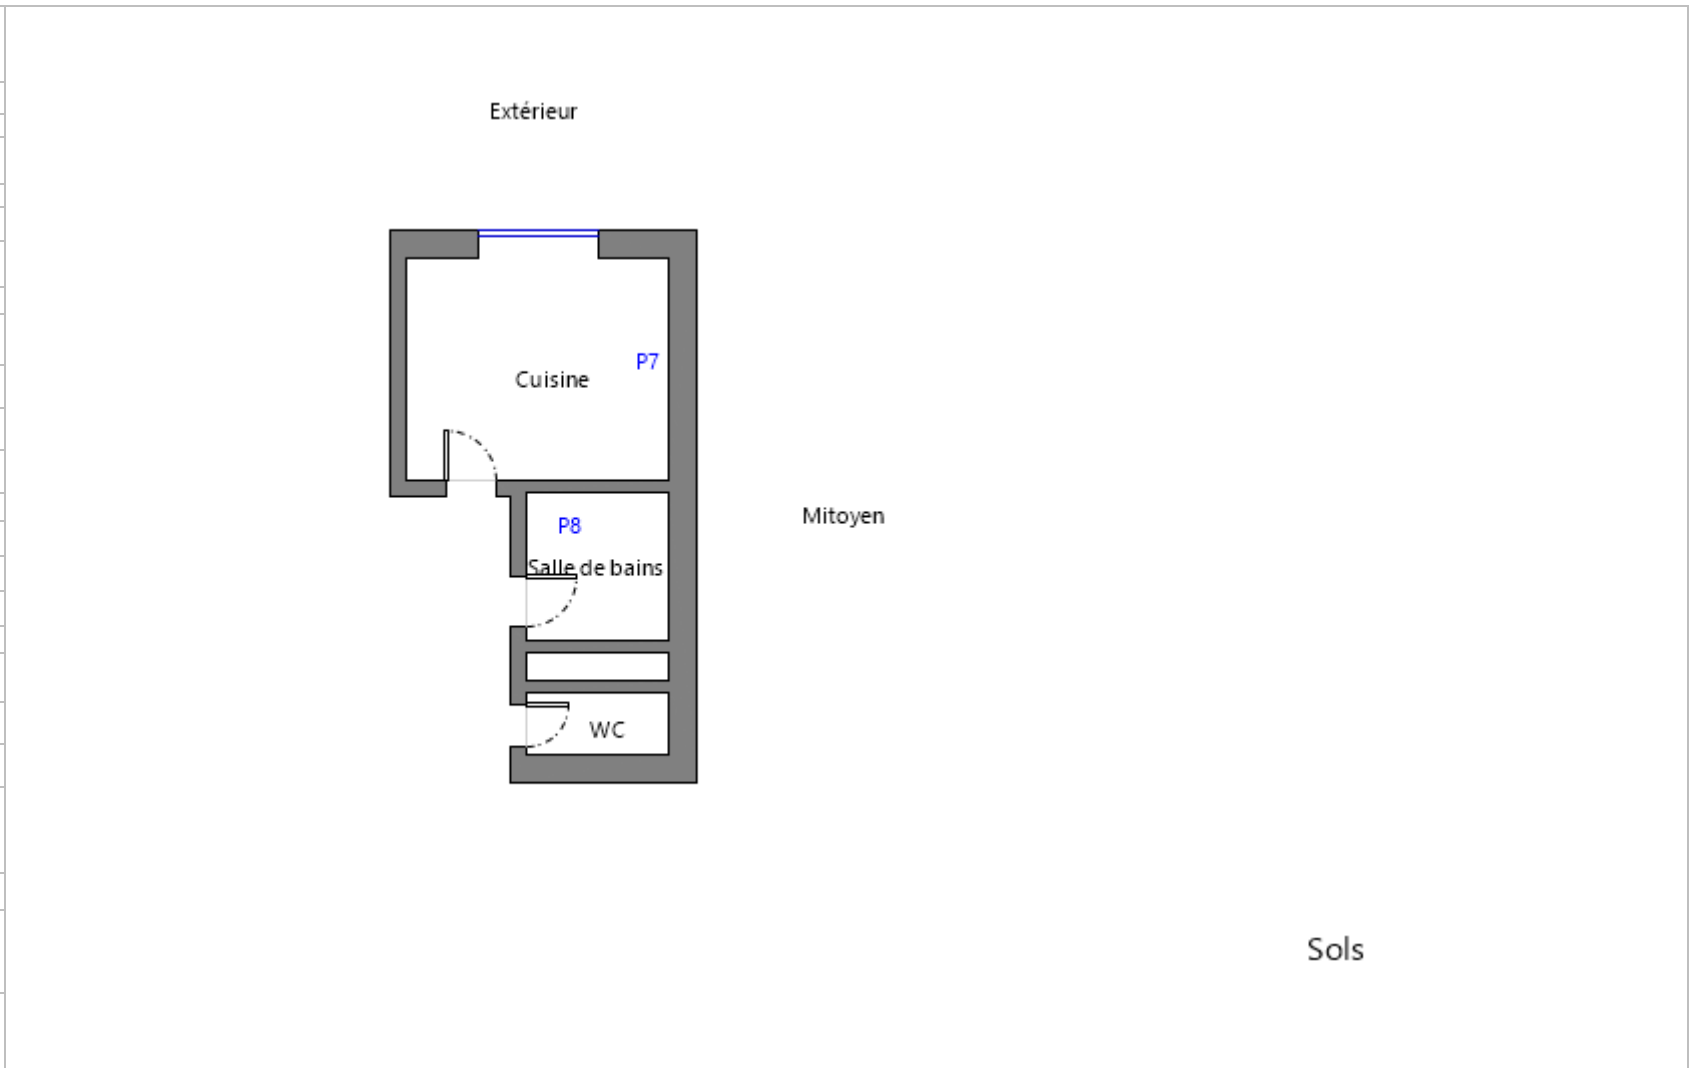 Extérieur
P7
Cuisine
Mitoyen
P8
Salle de bains
WC
Sols